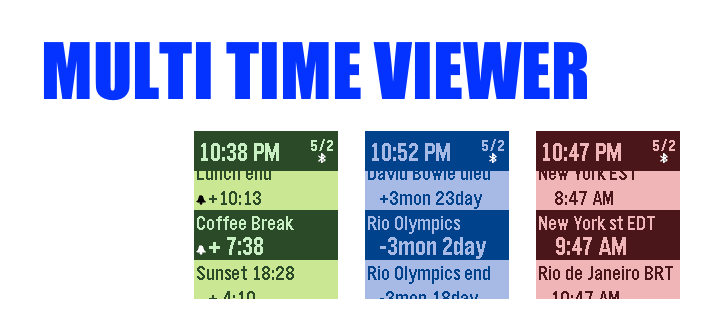 MULTI TIME VIEWER
10:38 PM 5/2
Lunch end
+10:13
Coffee Break
+ 7:38
Sunset 18:28
+ 4:10
10:52 PM 5/2
David Bowie died
+3mon 23day
Rio Olympics
-3mon 2day
Rio Olympics end
-3mon 18day
10:47 PM 5/2
New York EST
8:47 AM
New York st EDT
9:47 AM
Rio de Janeiro BRT
10:47 AM